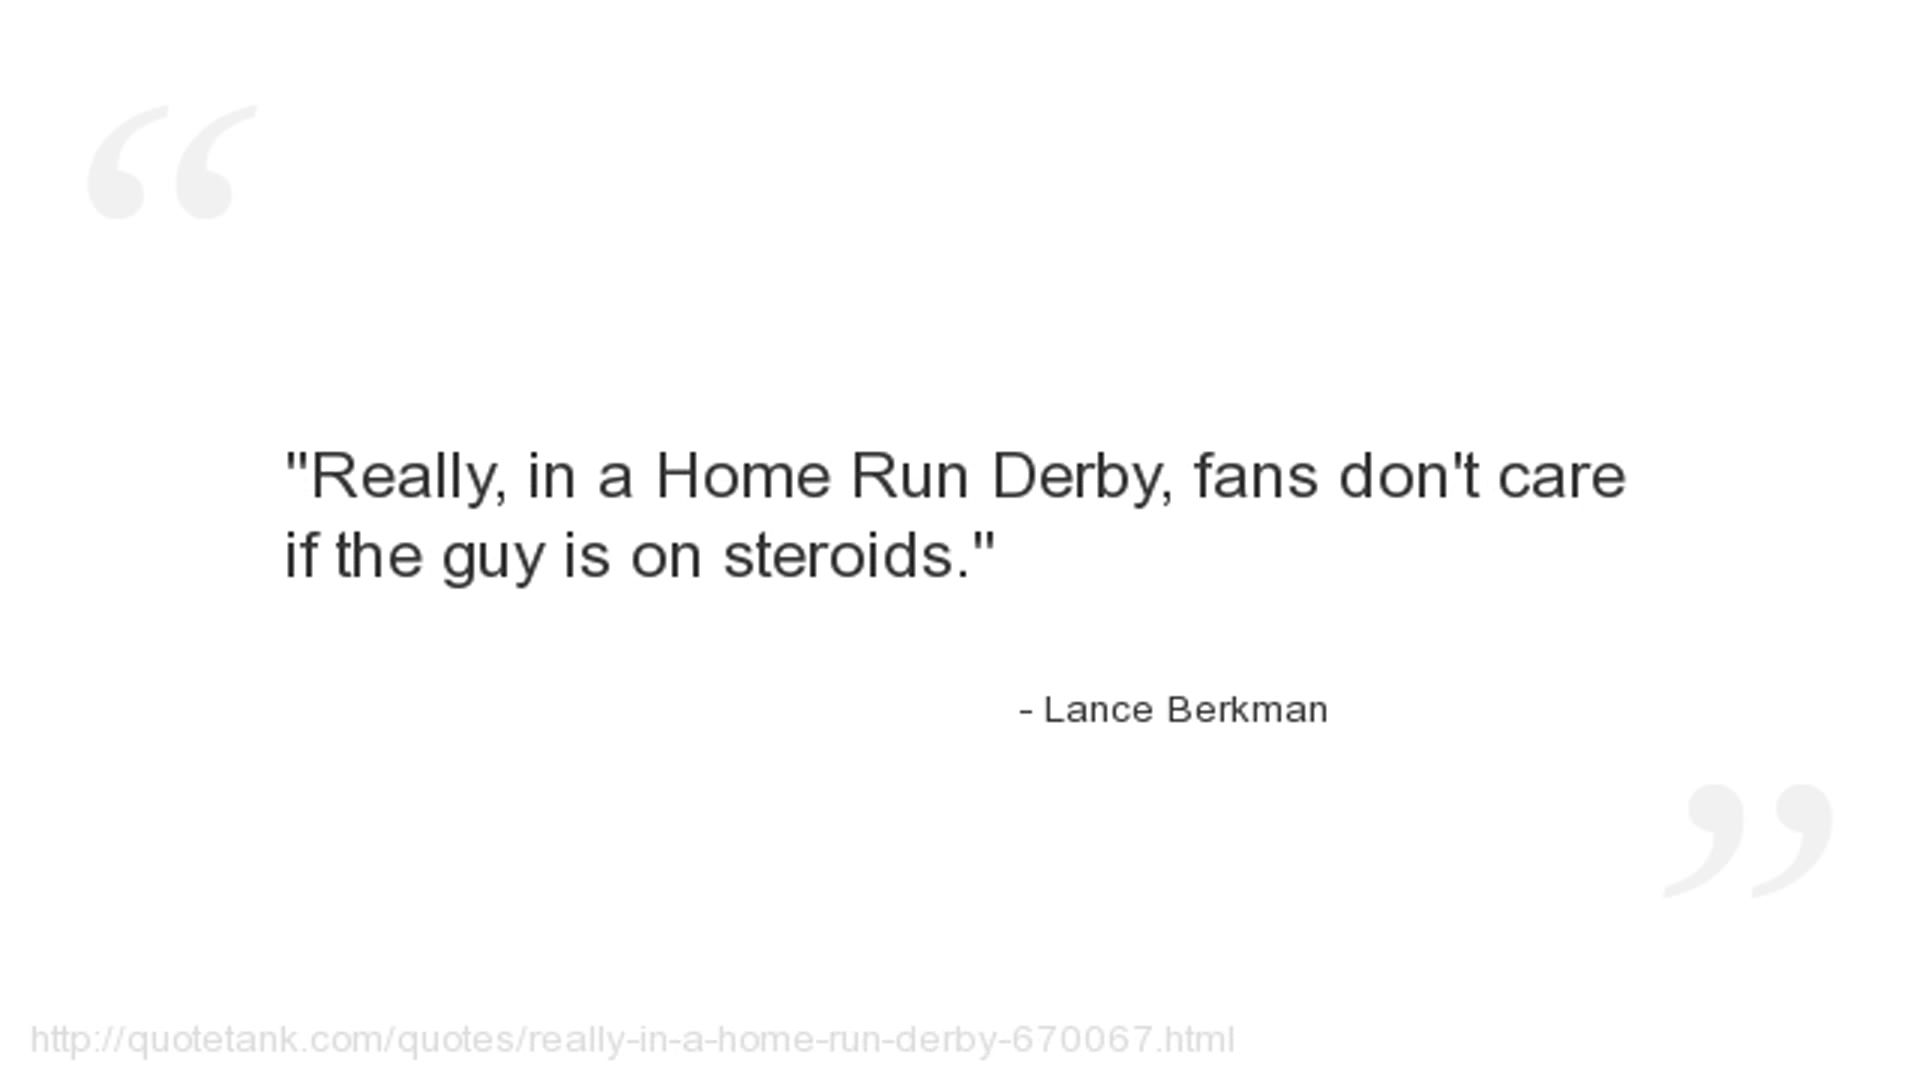 "Really, in a Home Run Derby, fans don't care
if the guy is on steroids."
- Lance Berkman
http://quotetank.com/quotes/really-in-a-home-run-derby-670067.html